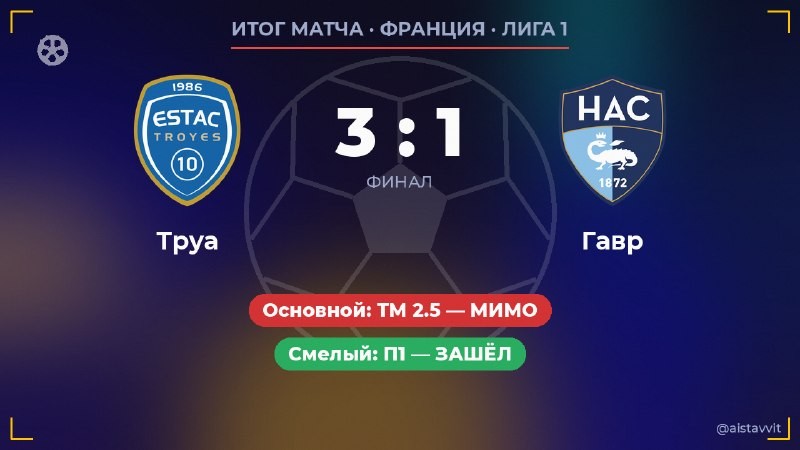 ИТОГ МАТЧА · ФРАНЦИЯ · ЛИГА 1
1986
ESTAC
TROYES
10
3 : 1
ФИНАЛ
HAC
1872
Труа
Гавр
Основной: ТМ 2.5 — МИМО
Смелый: П1 — ЗАШЁЛ
@aistavvit